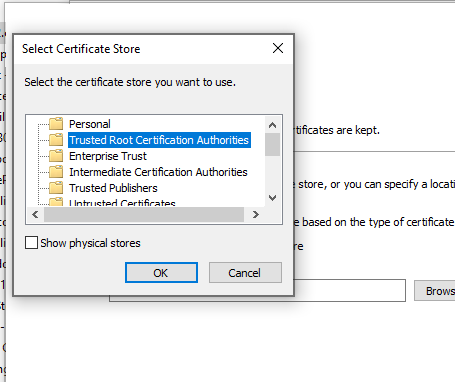 Select Certificate Store
Select the certificate store you want to use.
Personal
Trusted Root Certification Authorities
Enterprise Trust
Intermediate Certification Authorities
Trusted Publishers
Untrusted Certificates
Show physical stores
OK
Cancel
rtificates are kept.
e store, or you can specify a locati
e based on the type of certificate
re
Brows